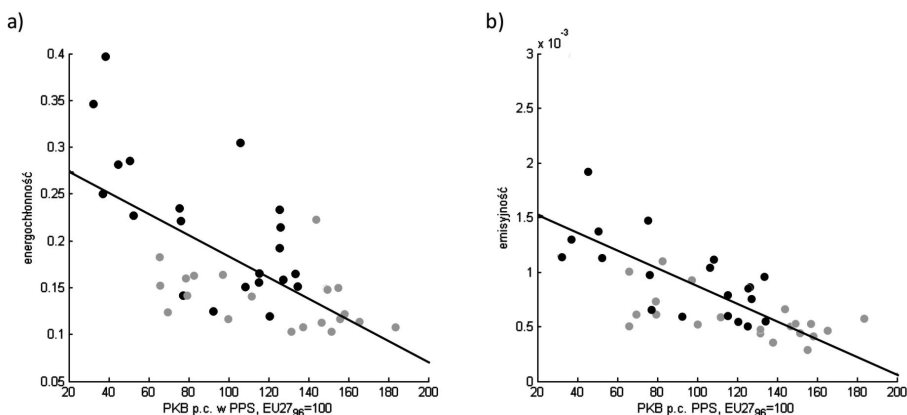 a)
0.4
0.35
0.3
0.25
0.2
0.15
0.1
0.05
energochłonność
20 40 60 80 100 120 140 160 180 200
PKB p.c. w PPS, EU27₉₆=100
b)
x 10⁻³
3
2.5
2
1.5
1
0.5
0
emisyjność
20 40 60 80 100 120 140 160 180 200
PKB p.c. PPS, EU27₉₆=100